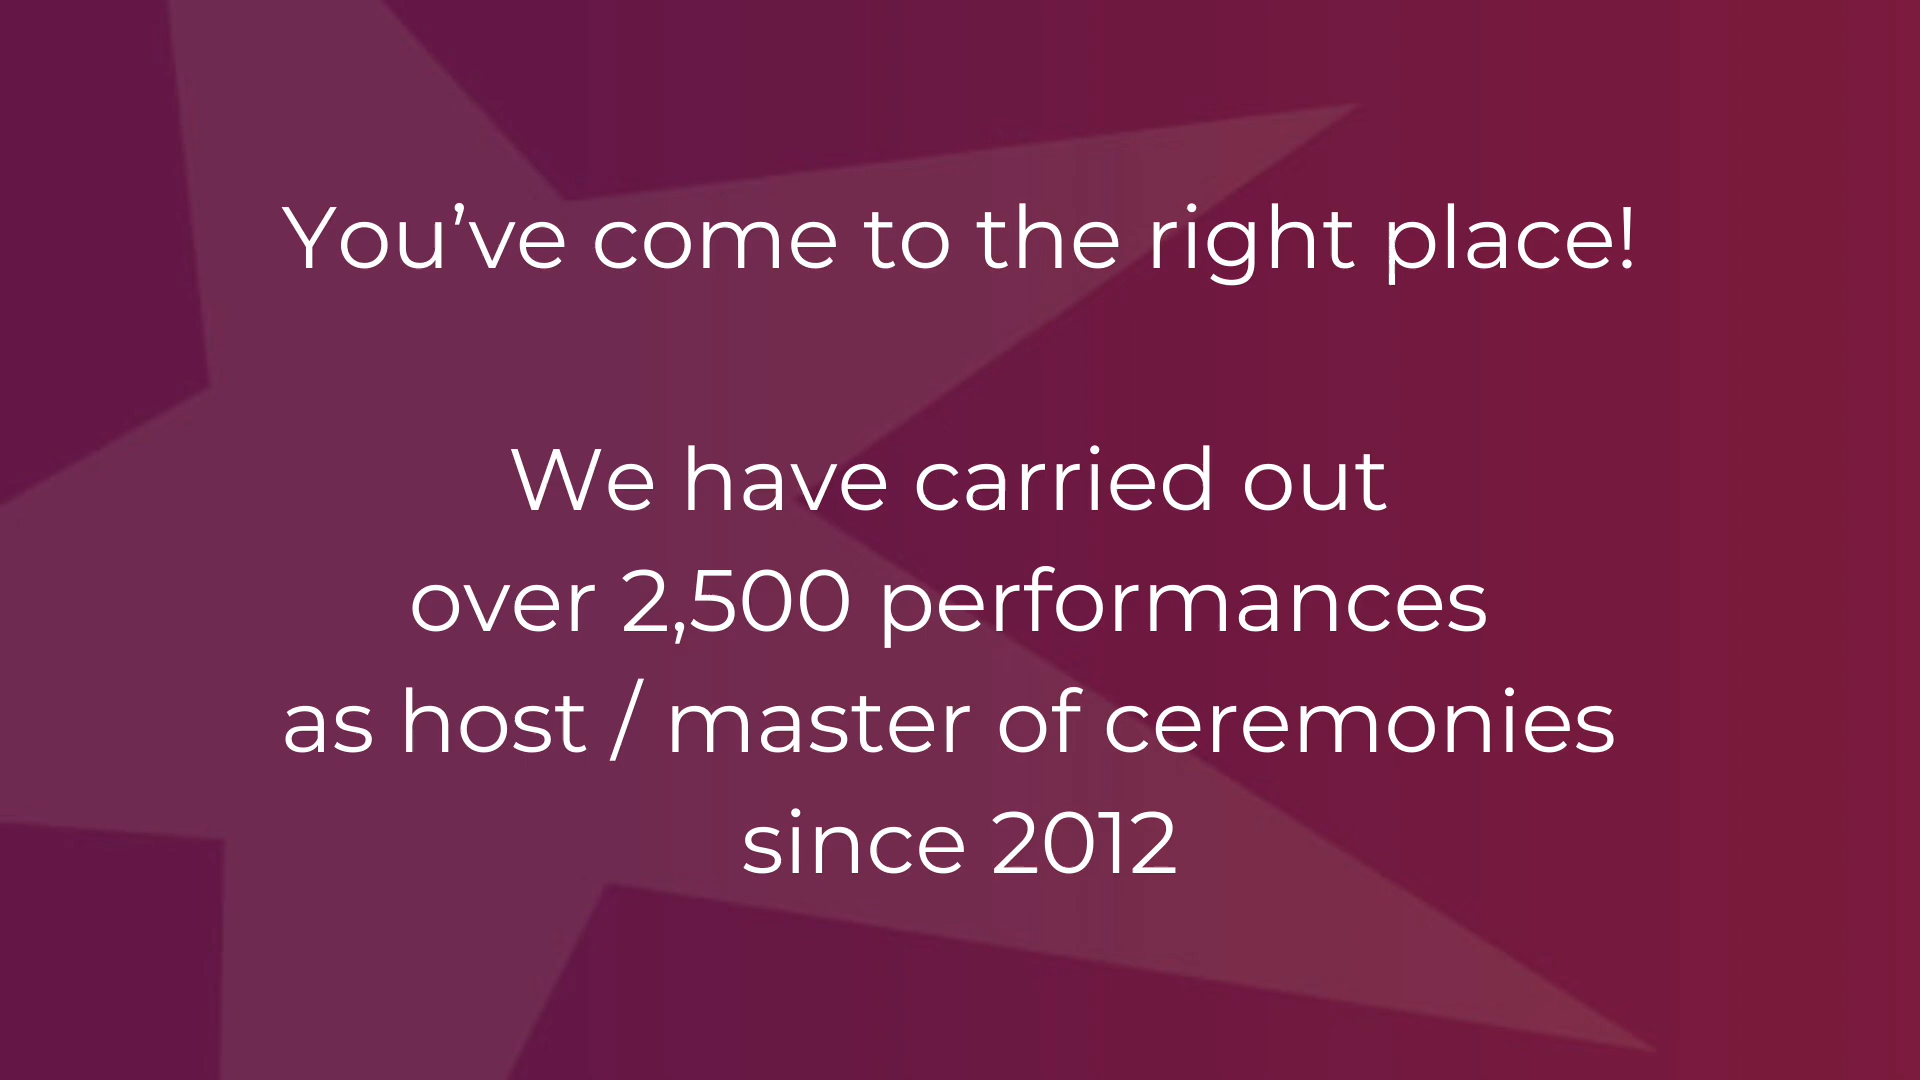 You’ve come to the right place!
We have carried out
over 2,500 performances
as host / master of ceremonies
since 2012